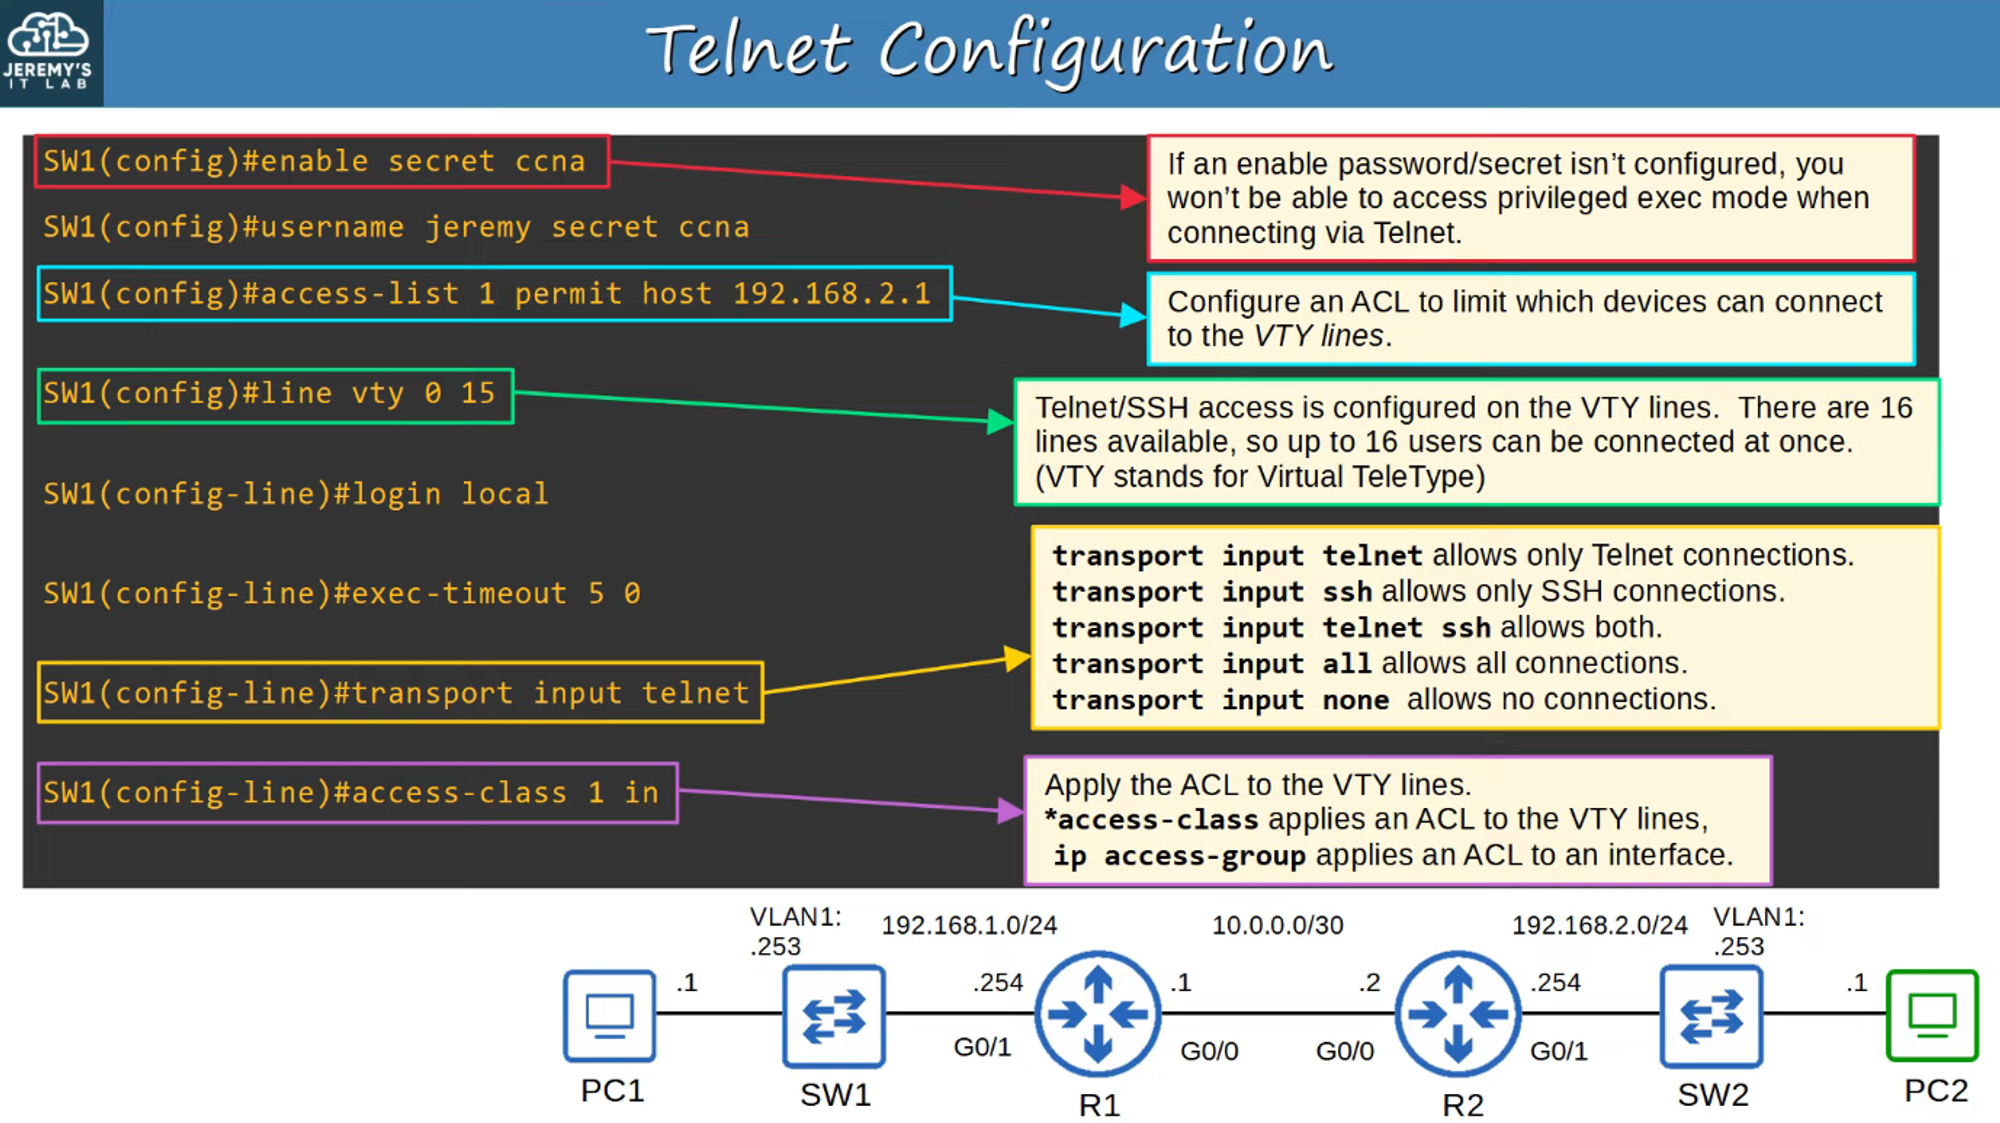 JEREMY'S
IT LAB
Telnet Configuration
SW1(config)#enable secret ccna
If an enable password/secret isn't configured, you
won't be able to access privileged exec mode when
connecting via Telnet.
SW1(config)#username jeremy secret ccna
SW1(config)#access-list 1 permit host 192.168.2.1
Configure an ACL to limit which devices can connect
to the VTY lines.
SW1(config)#line vty 0 15
Telnet/SSH access is configured on the VTY lines. There are 16
lines available, so up to 16 users can be connected at once.
(VTY stands for Virtual TeleType)
SW1(config-line)#login local
SW1(config-line)#exec-timeout 5 0
SW1(config-line)#transport input telnet
transport input telnet allows only Telnet connections.
transport input ssh allows only SSH connections.
transport input telnet ssh allows both.
transport input all allows all connections.
transport input none allows no connections.
SW1(config-line)#access-class 1 in
Apply the ACL to the VTY lines.
*access-class applies an ACL to the VTY lines,
ip access-group applies an ACL to an interface.
VLAN1:
.253
192.168.1.0/24
10.0.0.0/30
192.168.2.0/24
VLAN1:
.253
.1
.254
.1
.2
.254
.1
G0/1
G0/0
G0/0
G0/1
PC1
SW1
R1
R2
SW2
PC2